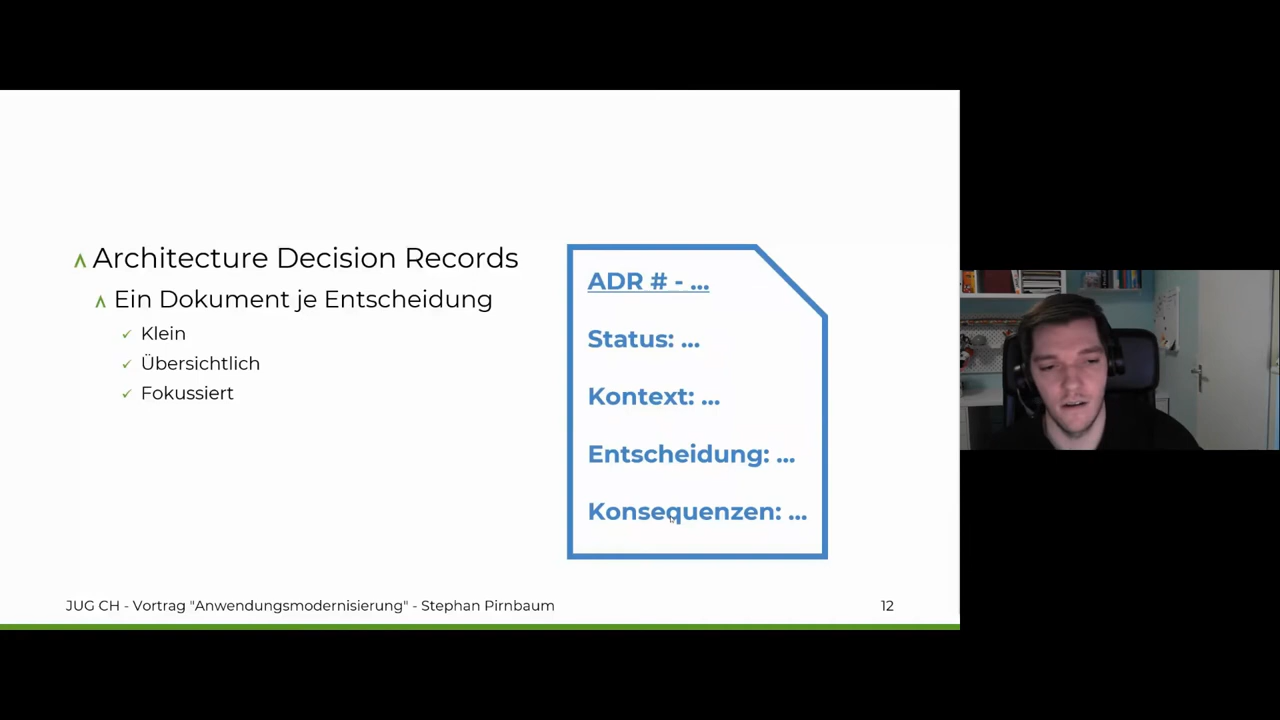 Architecture Decision Records
Ein Dokument je Entscheidung
Klein
Übersichtlich
Fokussiert
ADR # - ...
Status: ...
Kontext: ...
Entscheidung: ...
Konsequenzen: ...
JUG CH - Vortrag "Anwendungsmodernisierung" - Stephan Pirnbaum
12